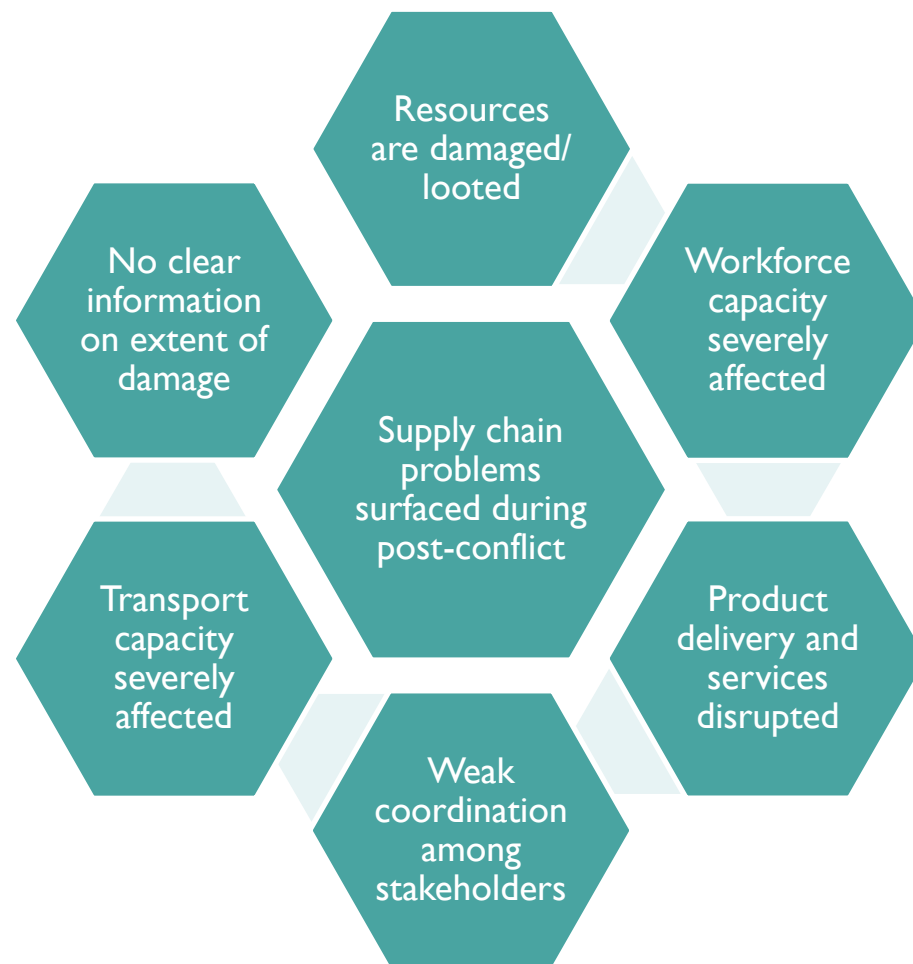 Resources
are damaged/
looted
Workforce
capacity
severely
affected
Product
delivery and
services
disrupted
Weak
coordination
among
stakeholders
Transport
capacity
severely
affected
No clear
information
on extent of
damage
Supply chain
problems
surfaced during
post-conflict